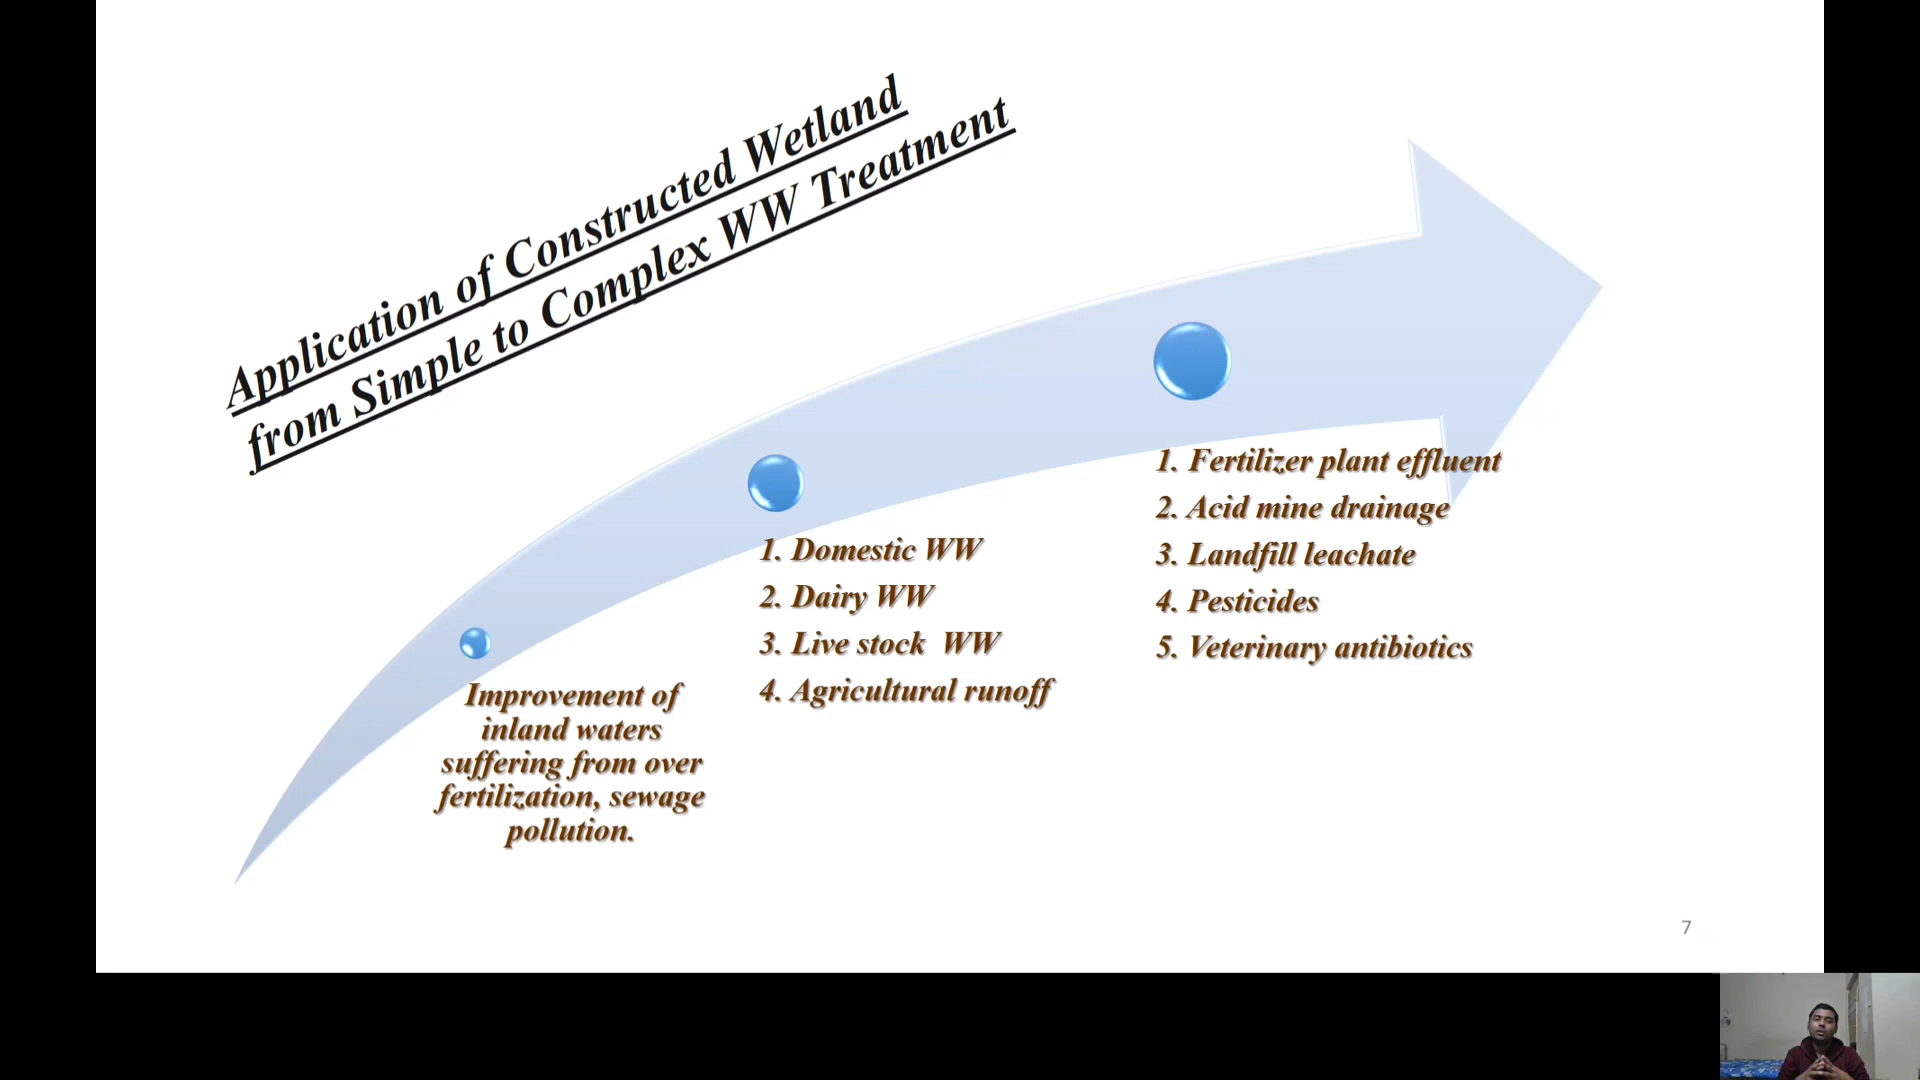 Application of Constructed Wetland
from Simple to Complex WW Treatment
Improvement of
inland waters
suffering from over
fertilization, sewage
pollution.
1. Domestic WW
2. Dairy WW
3. Live stock  WW
4. Agricultural runoff
1. Fertilizer plant effluent
2. Acid mine drainage
3. Landfill leachate
4. Pesticides
5. Veterinary antibiotics
7